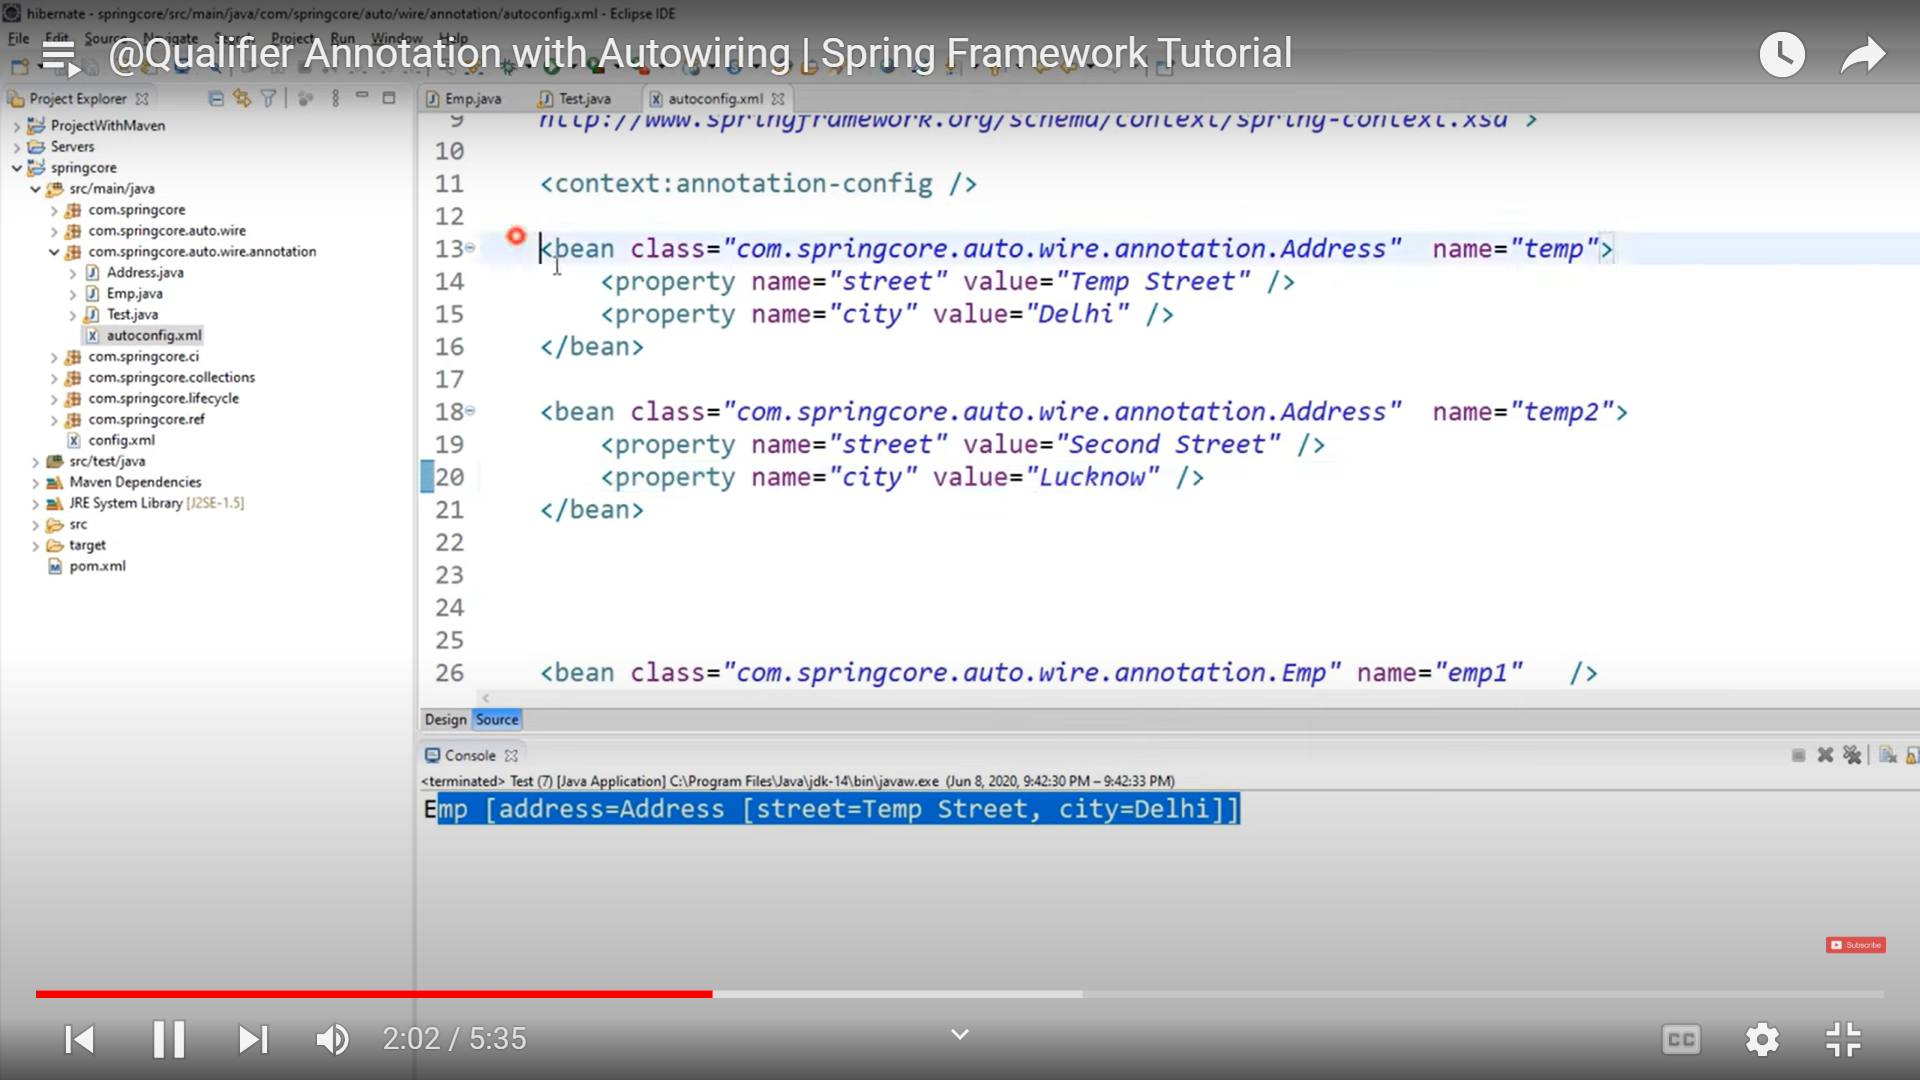 hibernate - springcore/src/main/java/com/springcore/auto/wire/annotation/autoconfig.xml - Eclipse IDE
File Edit Source Navigate Search Project Run Window Help
@Qualifier Annotation with Autowiring | Spring Framework Tutorial
Project Explorer
ProjectWithMaven
Servers
springcore
src/main/java
com.springcore
com.springcore.auto.wire
com.springcore.auto.wire.annotation
Address.java
Emp.java
Test.java
autoconfig.xml
com.springcore.ci
com.springcore.collections
com.springcore.lifecycle
com.springcore.ref
config.xml
src/test/java
Maven Dependencies
JRE System Library [J2SE-1.5]
src
target
pom.xml
Emp.java Test.java autoconfig.xml
9 http://www.springframework.org/schema/context/spring-context.xsd ">
10
11 <context:annotation-config />
12
13 <bean class="com.springcore.auto.wire.annotation.Address" name="temp">
14 <property name="street" value="Temp Street" />
15 <property name="city" value="Delhi" />
16 </bean>
17
18 <bean class="com.springcore.auto.wire.annotation.Address" name="temp2">
19 <property name="street" value="Second Street" />
20 <property name="city" value="Lucknow" />
21 </bean>
22
23
24
25
26 <bean class="com.springcore.auto.wire.annotation.Emp" name="emp1" />
Design Source
Console
<terminated> Test (7) [Java Application] C:\Program Files\Java\jdk-14\bin\javaw.exe (Jun 8, 2020, 9:42:30 PM – 9:42:33 PM)
Emp [address=Address [street=Temp Street, city=Delhi]]
Subscribe
2:02 / 5:35
CC